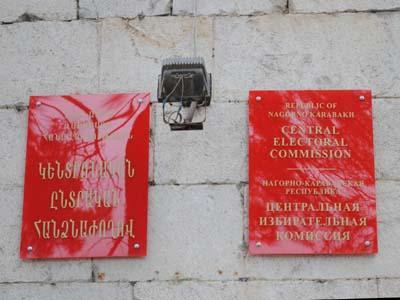 ԿԵՆՏՐՈՆԱԿԱՆ
ԸՆՏՐԱԿԱՆ
ՀԱՆՁՆԱԺՈՂՈՎ
REPUBLIC OF
NAGORNO KARABAKH
CENTRAL
ELECTORAL
COMMISSION
НАГОРНО-КАРАБАХСКАЯ
РЕСПУБЛИКА
ЦЕНТРАЛЬНАЯ
ИЗБИРАТЕЛЬНАЯ
КОМИССИЯ